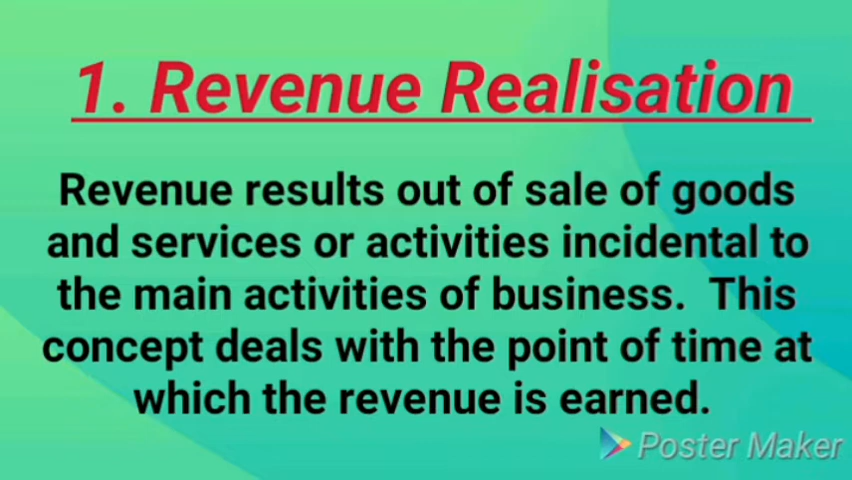 1. Revenue Realisation
Revenue results out of sale of goods
and services or activities incidental to
the main activities of business. This
concept deals with the point of time at
which the revenue is earned.
Poster Maker